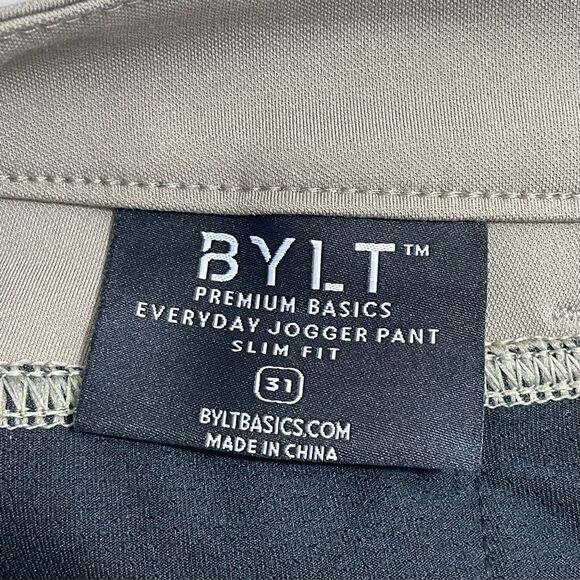 BYLT™
PREMIUM BASICS
EVERYDAY JOGGER PANT
SLIM FIT
31
BYLTBASICS.COM
MADE IN CHINA